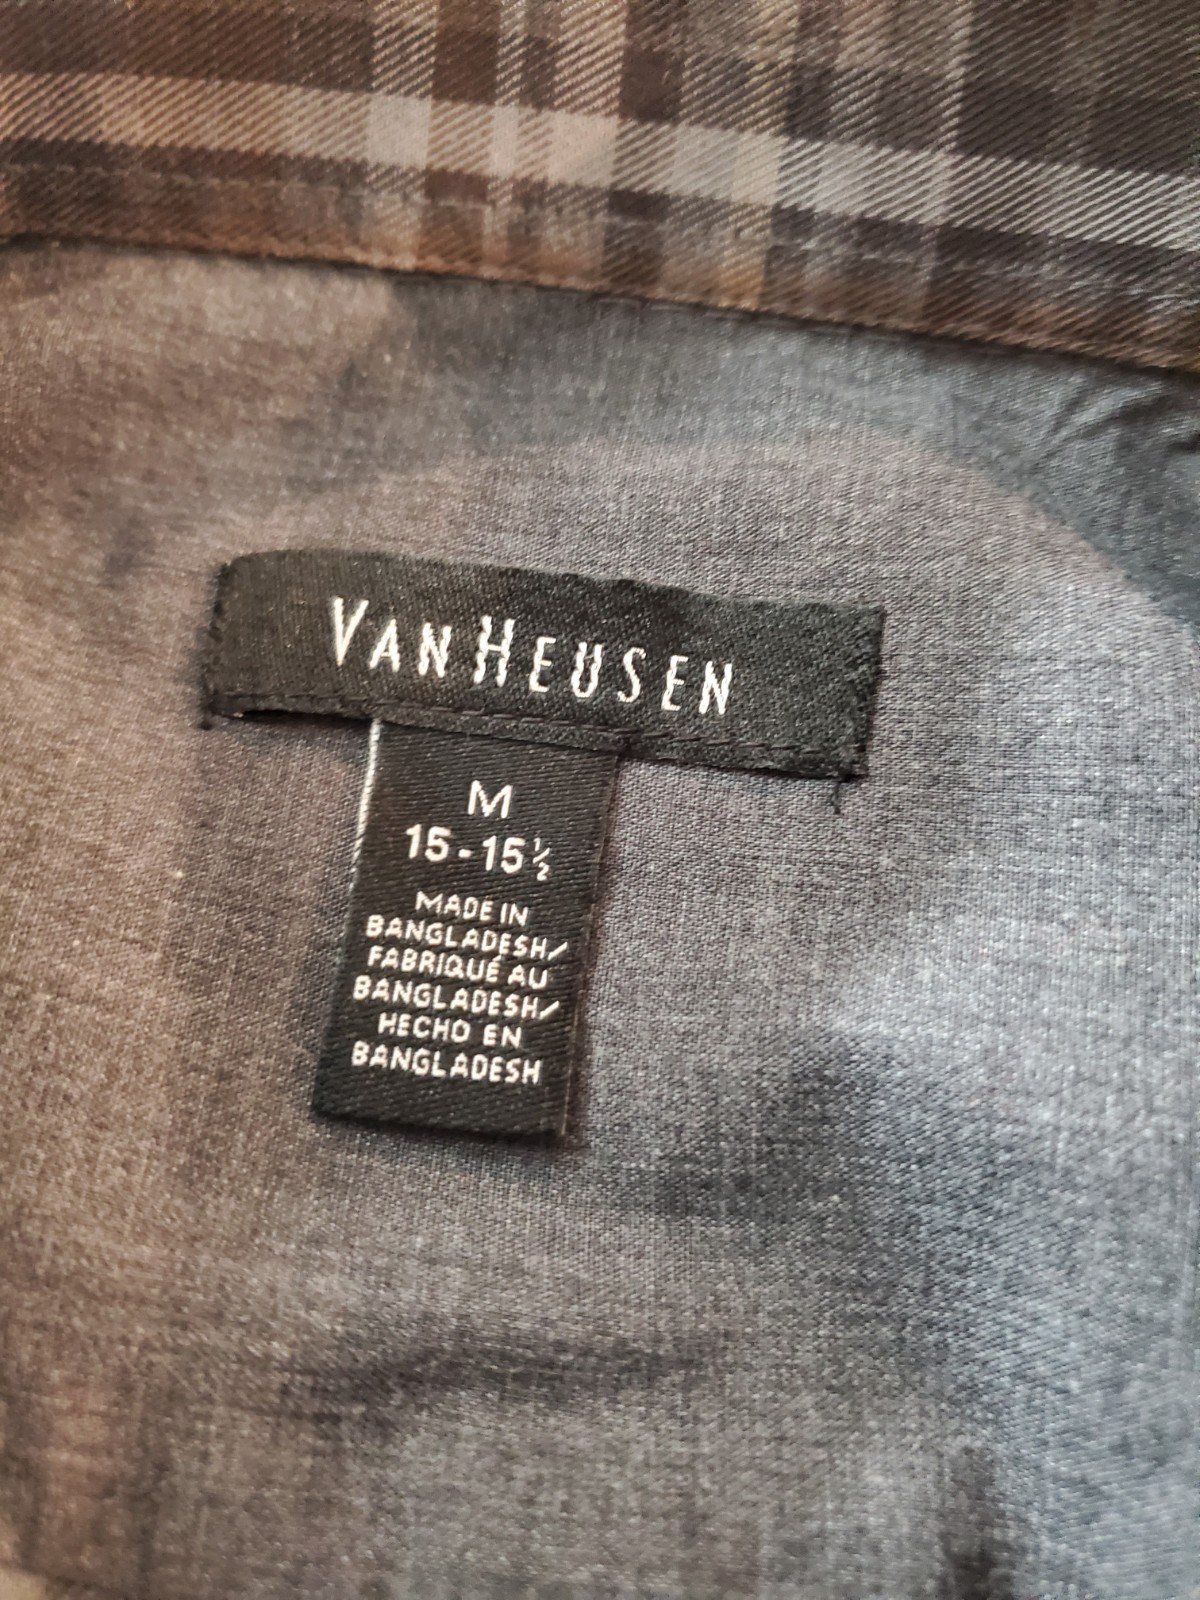 VAN HEUSEN
M
15-15½
MADE IN
BANGLADESH/
FABRIQUÉ AU
BANGLADESH/
HECHO EN
BANGLADESH